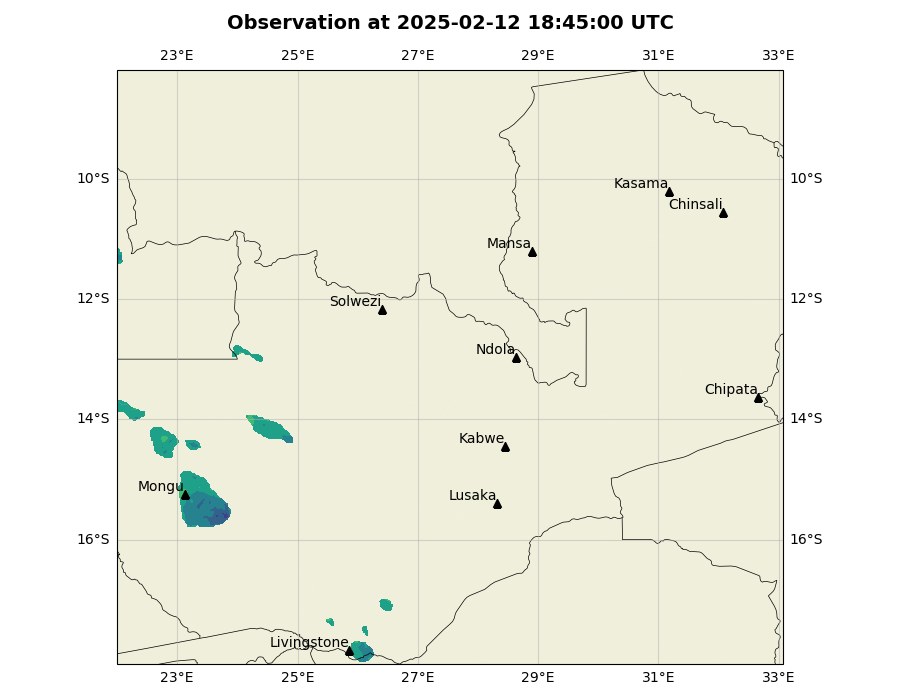 Observation at 2025-02-12 18:45:00 UTC
23°E 25°E 27°E 29°E 31°E 33°E
10°S 10°S
Kasama
Chinsali
Mansa
12°S 12°S
Solwezi
Ndola
Chipata
14°S 14°S
Kabwe
Mongu
Lusaka
16°S 16°S
Livingstone
23°E 25°E 27°E 29°E 31°E 33°E